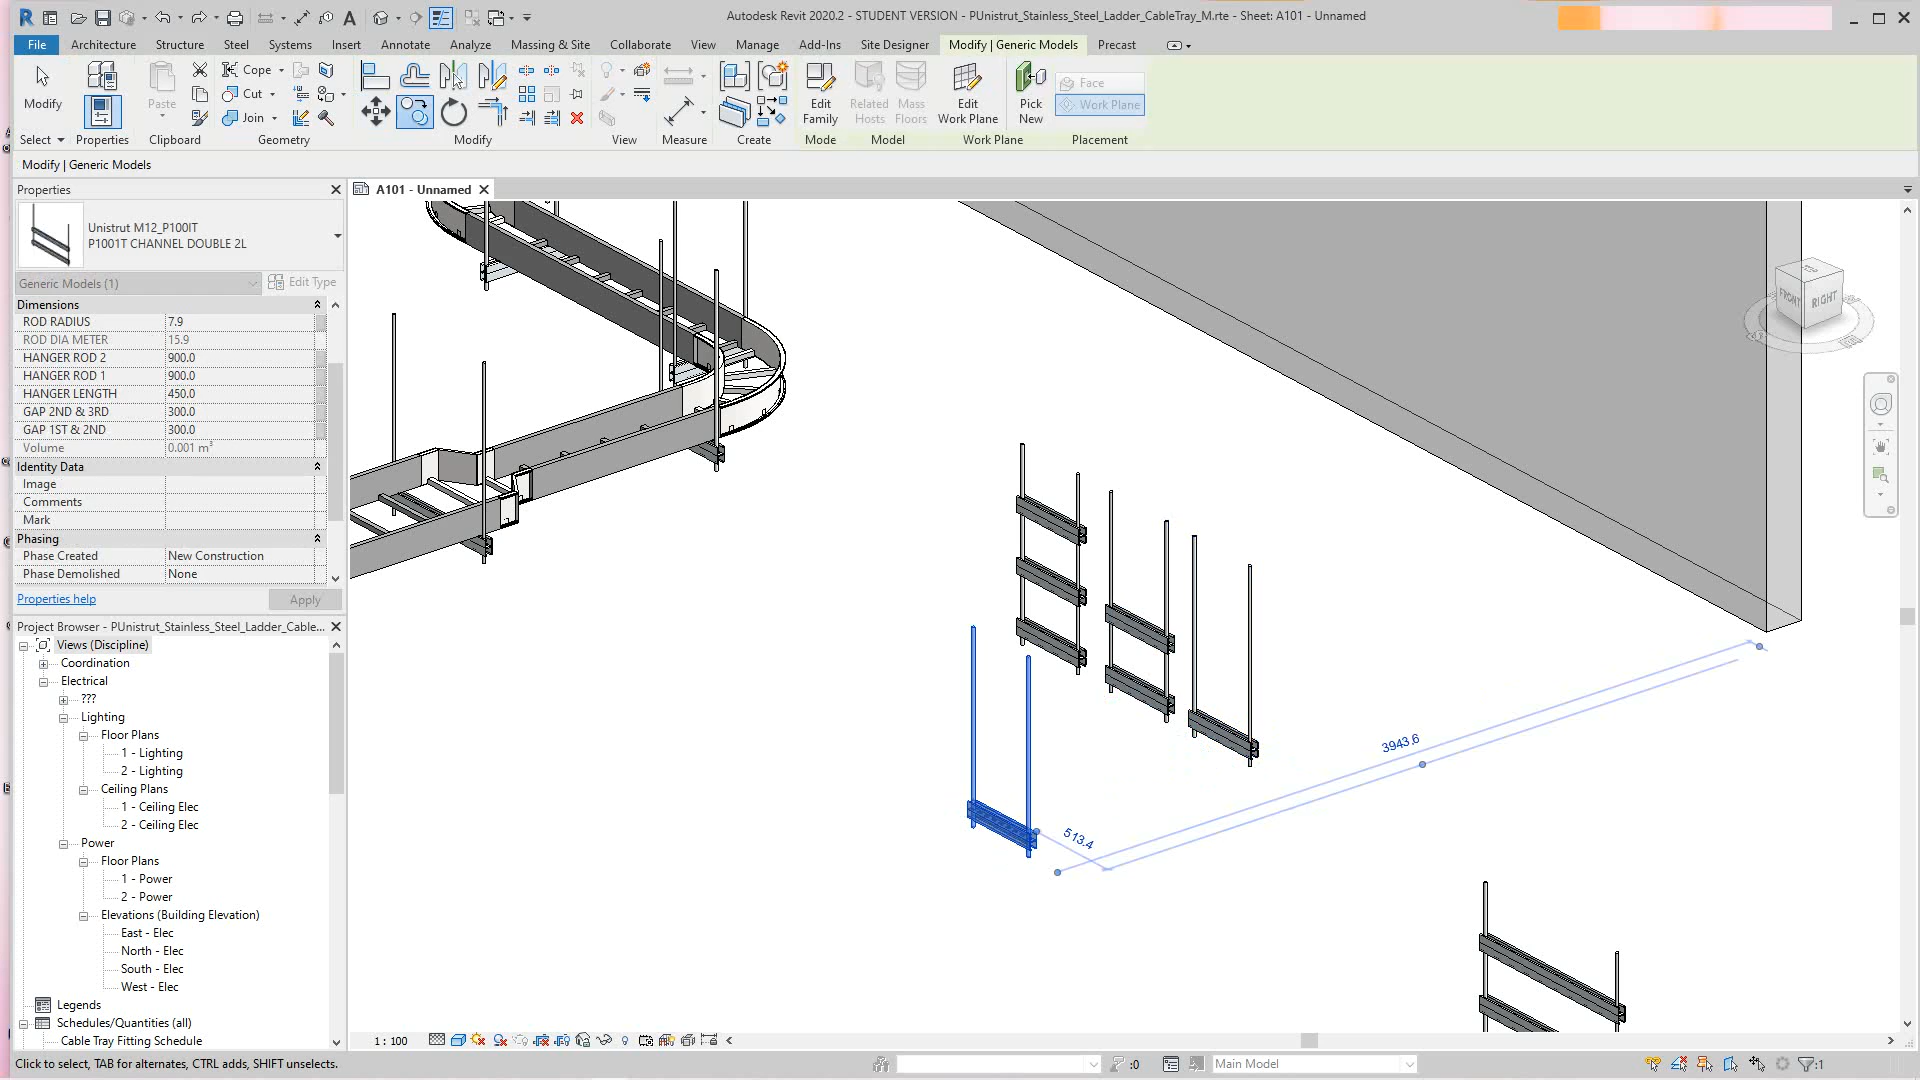 Autodesk Revit 2020.2 - STUDENT VERSION - PUnistrut_Stainless_Steel_Ladder_CableTray_M.rte - Sheet: A101 - Unnamed
File Architecture Structure Steel Systems Insert Annotate Analyze Massing & Site Collaborate View Manage Add-Ins Site Designer Modify | Generic Models Precast
Modify
Paste
Cope
Cut
Join
Edit Family
Related Hosts
Mass Floors
Edit Work Plane
Pick New
Face
Work Plane
Select Properties Clipboard Geometry Modify View Measure Create Mode Model Work Plane Placement
Modify | Generic Models
Properties
A101 - Unnamed
Unistrut M12_P100IT
P1001T CHANNEL DOUBLE 2L
Generic Models (1) Edit Type
Dimensions
ROD RADIUS 7.9
ROD DIA METER 15.9
HANGER ROD 2 900.0
HANGER ROD 1 900.0
HANGER LENGTH 450.0
GAP 2ND & 3RD 300.0
GAP 1ST & 2ND 300.0
Volume 0.001 m³
Identity Data
Image
Comments
Mark
Phasing
Phase Created New Construction
Phase Demolished None
Properties help Apply
Project Browser - PUnistrut_Stainless_Steel_Ladder_Cable...
Views (Discipline)
Coordination
Electrical
???
Lighting
Floor Plans
1 - Lighting
2 - Lighting
Ceiling Plans
1 - Ceiling Elec
2 - Ceiling Elec
Power
Floor Plans
1 - Power
2 - Power
Elevations (Building Elevation)
East - Elec
North - Elec
South - Elec
West - Elec
Legends
Schedules/Quantities (all)
Cable Tray Fitting Schedule
TOP
FRONT
RIGHT
3943.6
513.4
1 : 100
Click to select, TAB for alternates, CTRL adds, SHIFT unselects.
:0
Main Model
:1